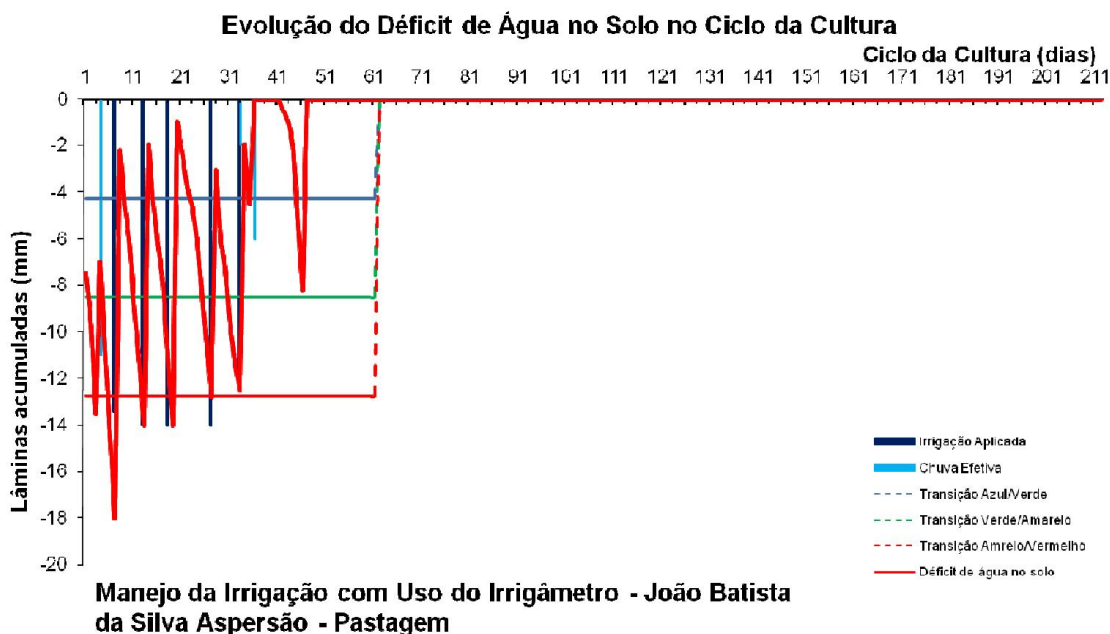 Evolução do Déficit de Água no Solo no Ciclo da Cultura
Ciclo da Cultura (dias)
1 11 21 31 41 51 61 71 81 91 101 111 121 131 141 151 161 171 181 191 201 211
0
-2
-4
-6
-8
-10
-12
-14
-16
-18
-20
Lâminas acumuladas (mm)
Irrigação Aplicada
Chuva Efetiva
Transição Azul/Verde
Transição Verde/Amarelo
Transição Amrelo/Vermelho
Déficit de água no solo
Manejo da Irrigação com Uso do Irrigâmetro - João Batista
da Silva Aspersão - Pastagem